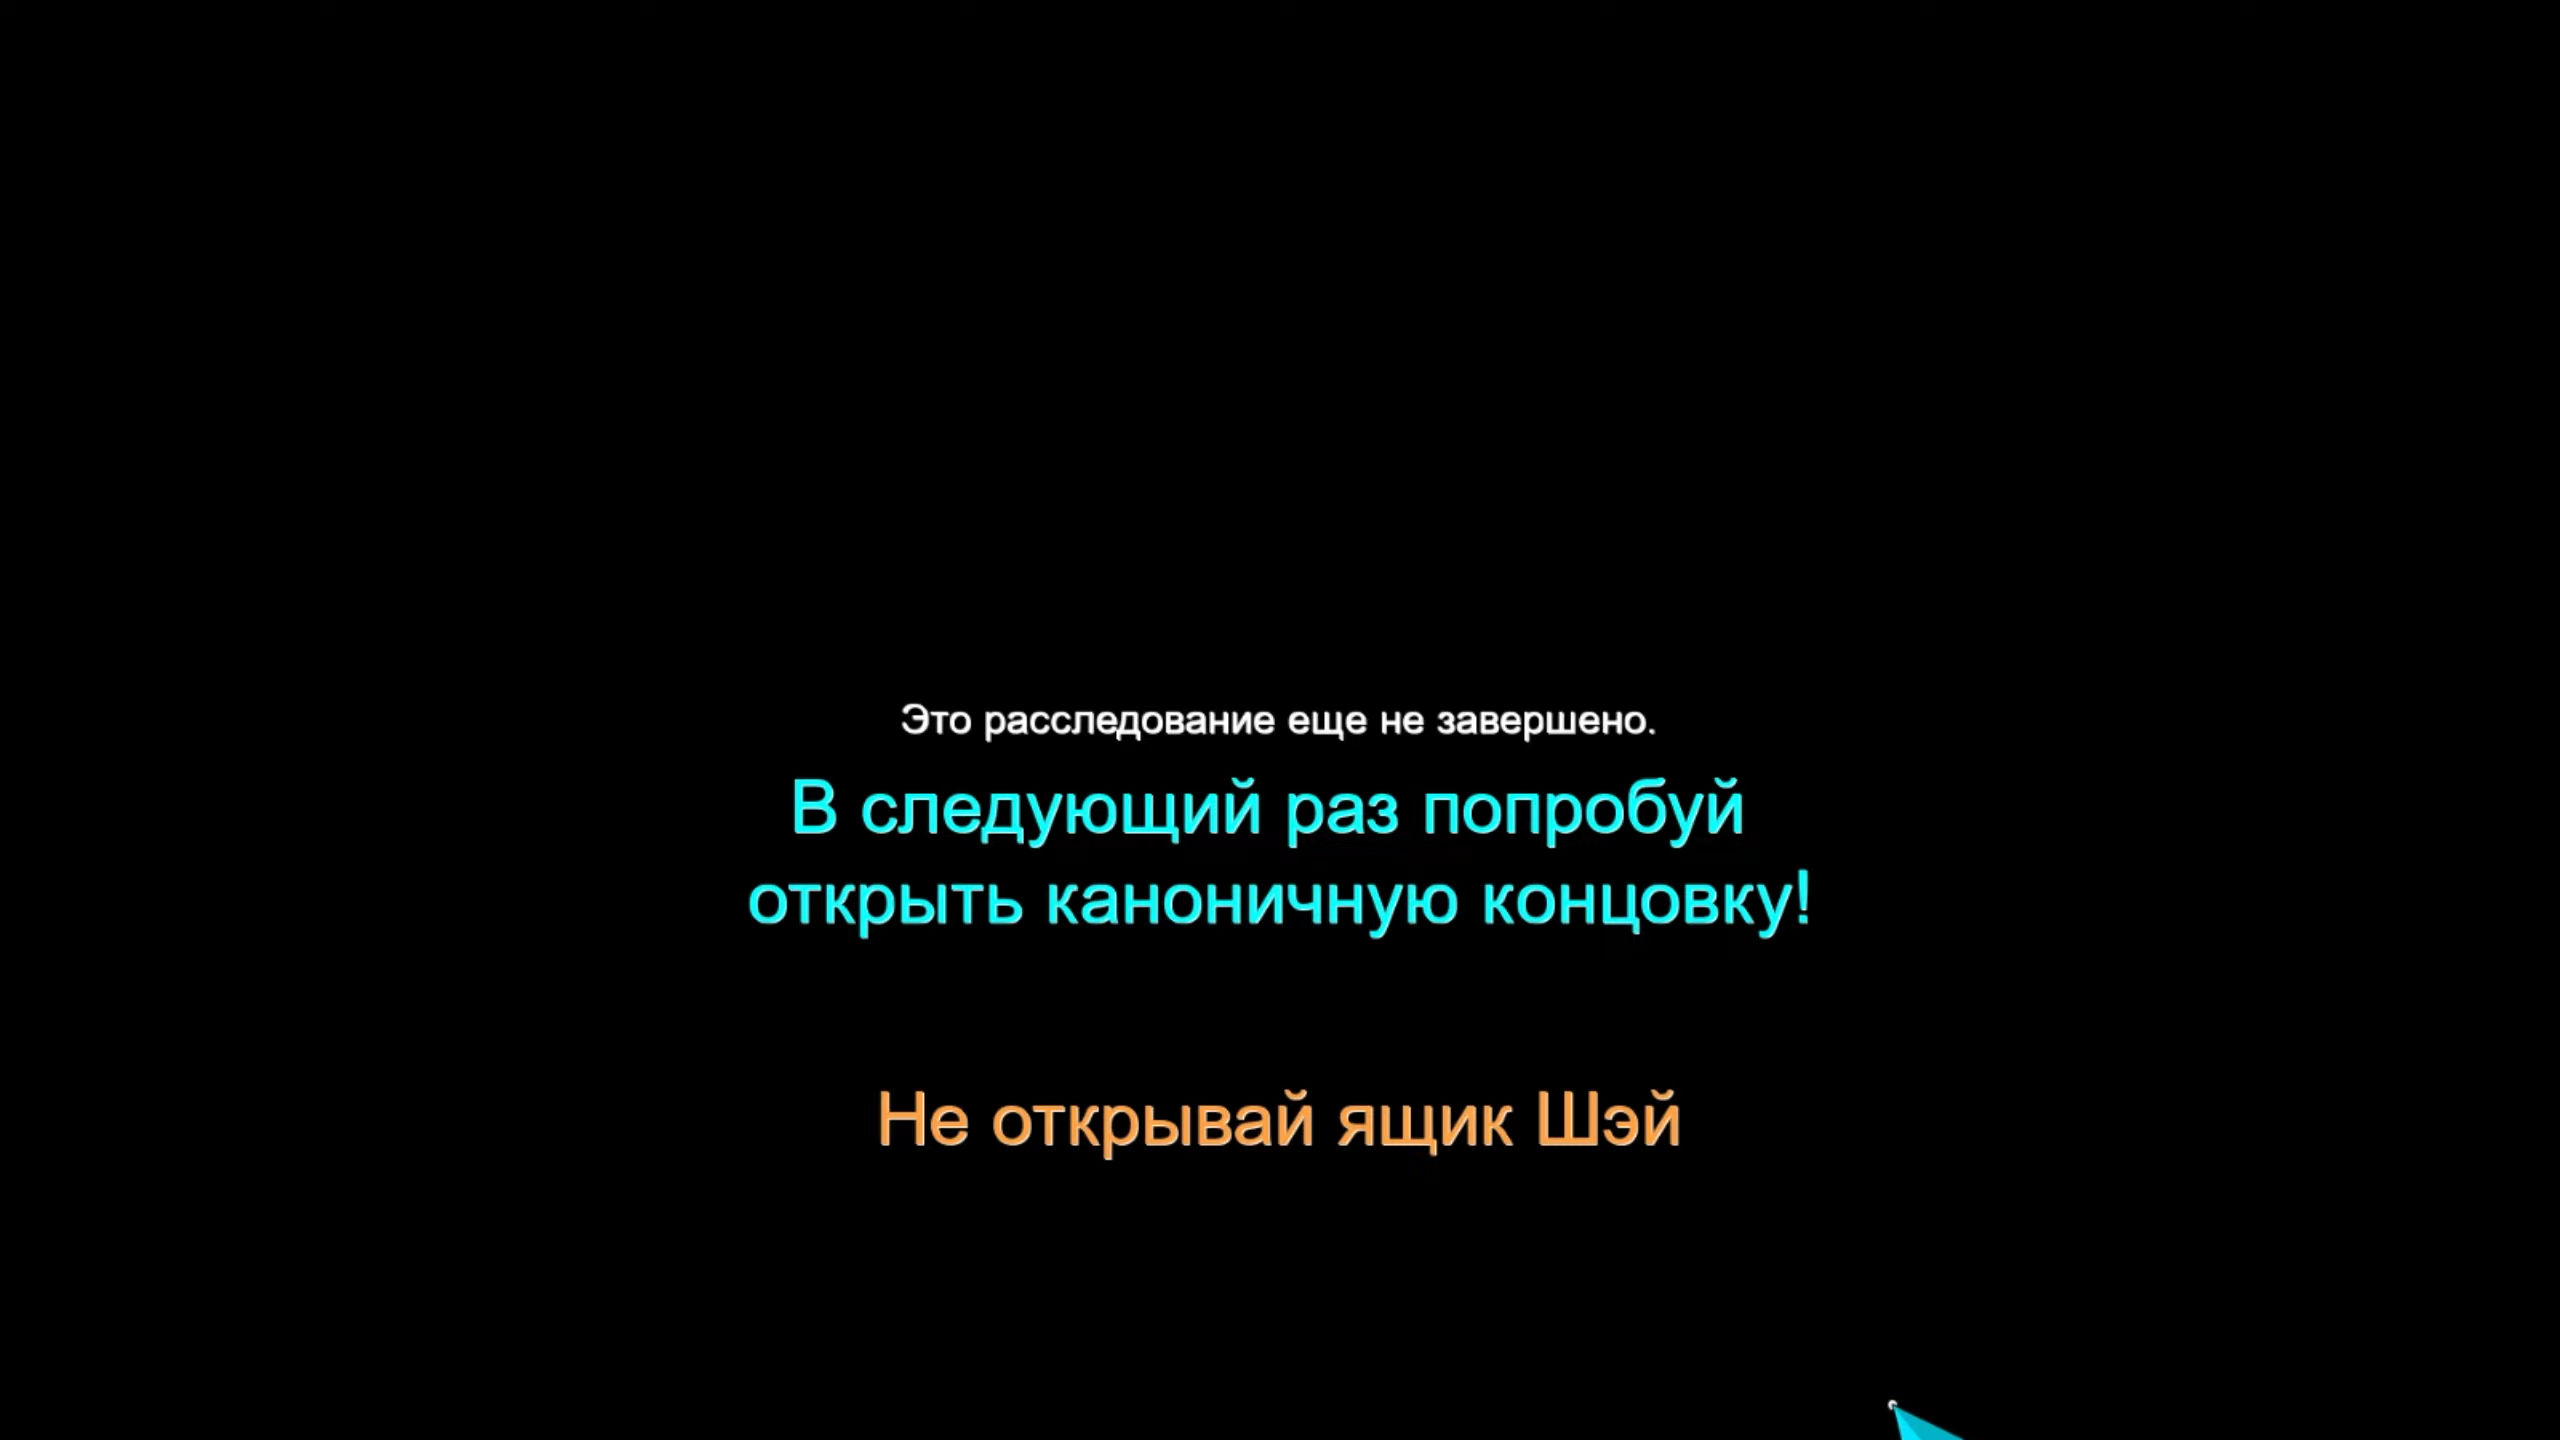 Это расследование еще не завершено.
В следующий раз попробуй
открыть каноничную концовку!
Не открывай ящик Шэй